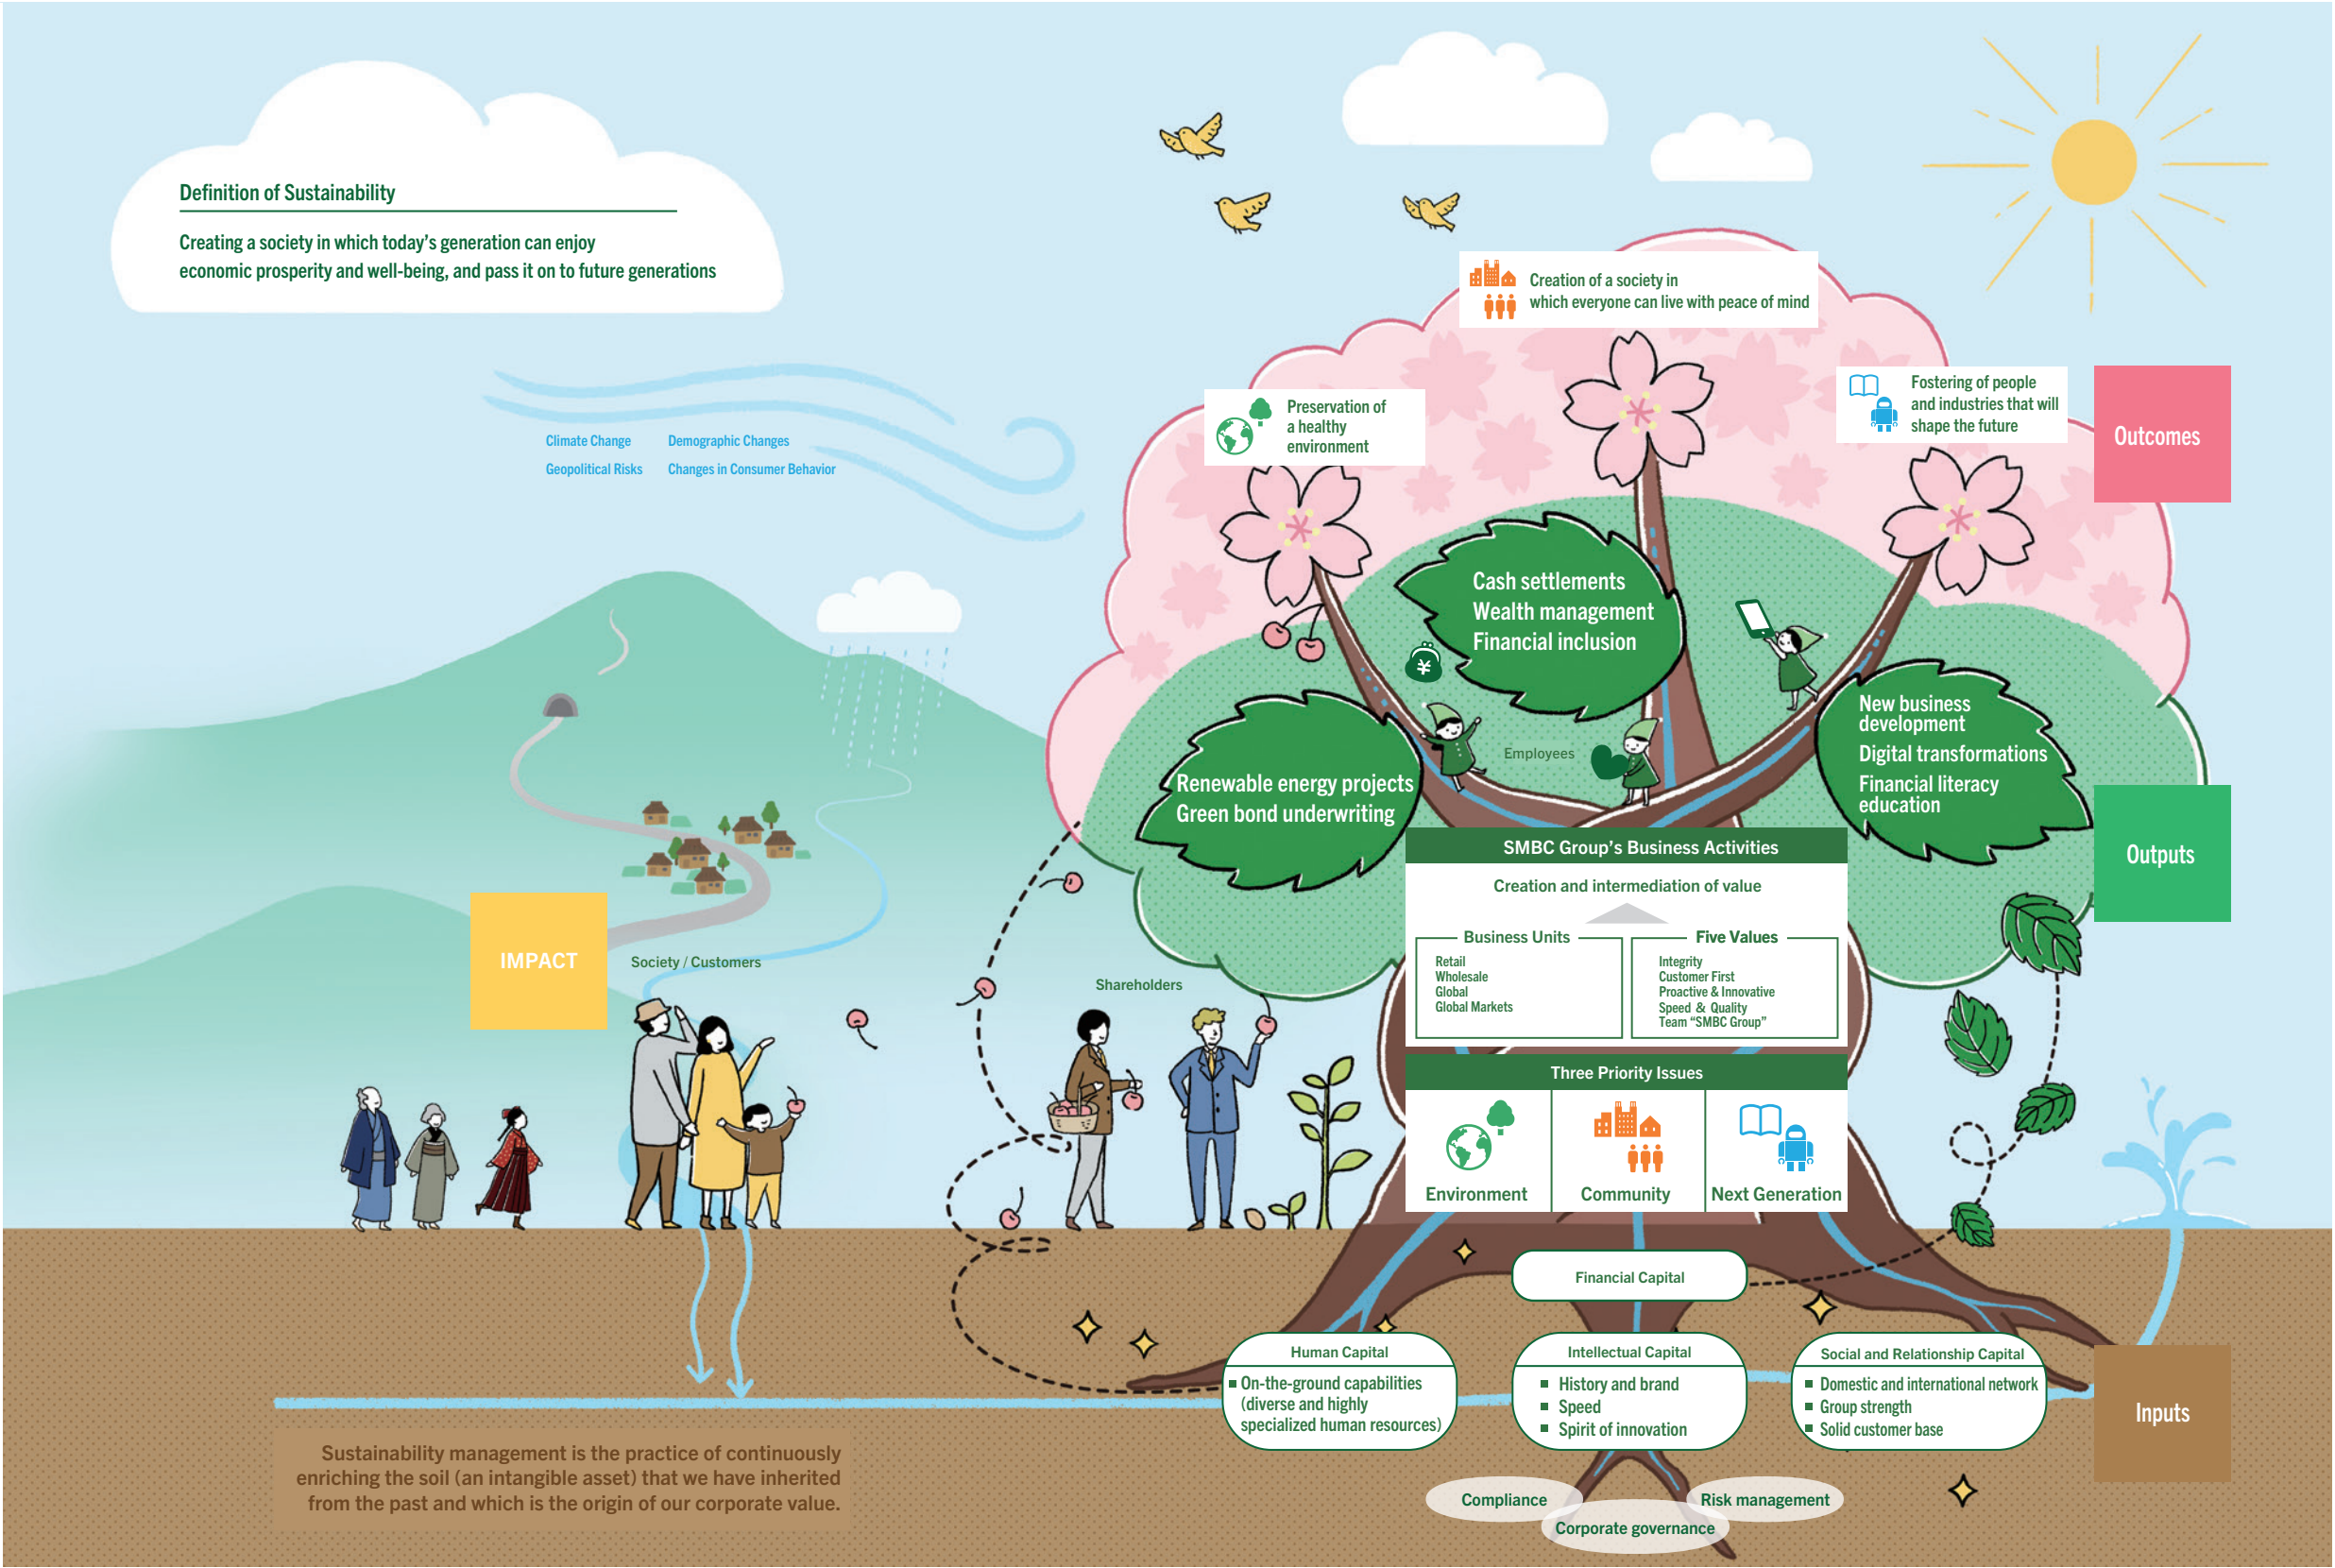 Definition of Sustainability
Creating a society in which today's generation can enjoy
economic prosperity and well-being, and pass it on to future generations
Climate Change
Demographic Changes
Geopolitical Risks
Changes in Consumer Behavior
Creation of a society in
which everyone can live with peace of mind
Preservation of
a healthy
environment
Fostering of people
and industries that will
shape the future
Outcomes
Cash settlements
Wealth management
Financial inclusion
¥
Employees
Renewable energy projects
Green bond underwriting
New business
development
Digital transformations
Financial literacy
education
Outputs
SMBC Group's Business Activities
Creation and intermediation of value
Business Units
Retail
Wholesale
Global
Global Markets
Five Values
Integrity
Customer First
Proactive & Innovative
Speed & Quality
Team "SMBC Group"
IMPACT
Society / Customers
Shareholders
Three Priority Issues
Environment
Community
Next Generation
Financial Capital
Human Capital
■ On-the-ground capabilities
(diverse and highly
specialized human resources)
Intellectual Capital
■ History and brand
■ Speed
■ Spirit of innovation
Social and Relationship Capital
■ Domestic and international network
■ Group strength
■ Solid customer base
Inputs
Sustainability management is the practice of continuously
enriching the soil (an intangible asset) that we have inherited
from the past and which is the origin of our corporate value.
Compliance
Risk management
Corporate governance